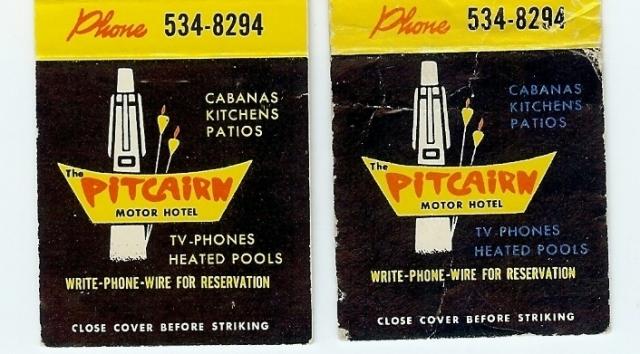 Phone 534-8294
CABANAS
KITCHENS
PATIOS
The
PITCAIRN
MOTOR HOTEL
TV-PHONES
HEATED POOLS
WRITE-PHONE-WIRE FOR RESERVATION
CLOSE COVER BEFORE STRIKING
Phone 534-8294
CABANAS
KITCHENS
PATIOS
The
PITCAIRN
MOTOR HOTEL
TV-PHONES
HEATED POOLS
WRITE-PHONE-WIRE FOR RESERVATION
CLOSE COVER BEFORE STRIKING